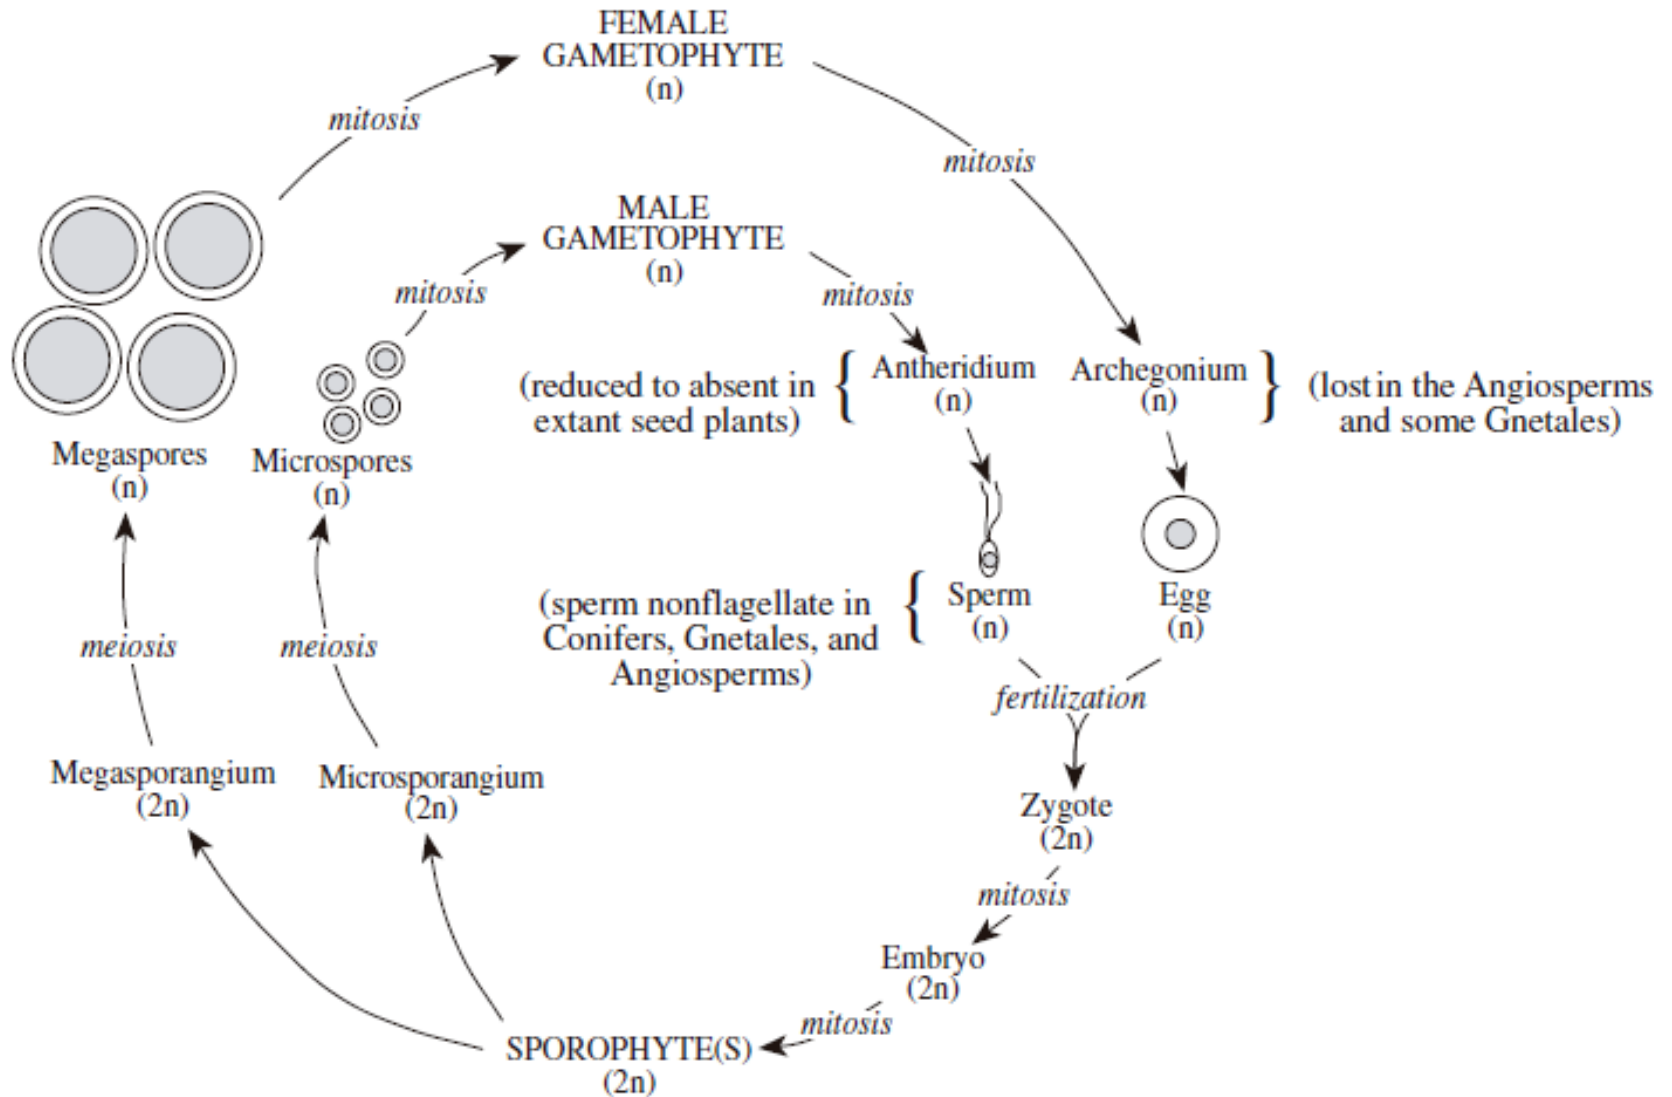 FEMALE
GAMETOPHYTE
(n)
mitosis
mitosis
MALE
GAMETOPHYTE
(n)
mitosis
mitosis
(reduced to absent in
extant seed plants)
Antheridium
(n)
Archegonium
(n)
(lost in the Angiosperms
and some Gnetales)
Megaspores
(n)
Microspores
(n)
(sperm nonflagellate in
Conifers, Gnetales, and
Angiosperms)
Sperm
(n)
Egg
(n)
meiosis
meiosis
fertilization
Megasporangium
(2n)
Microsporangium
(2n)
Zygote
(2n)
mitosis
Embryo
(2n)
mitosis
SPOROPHYTE(S)
(2n)